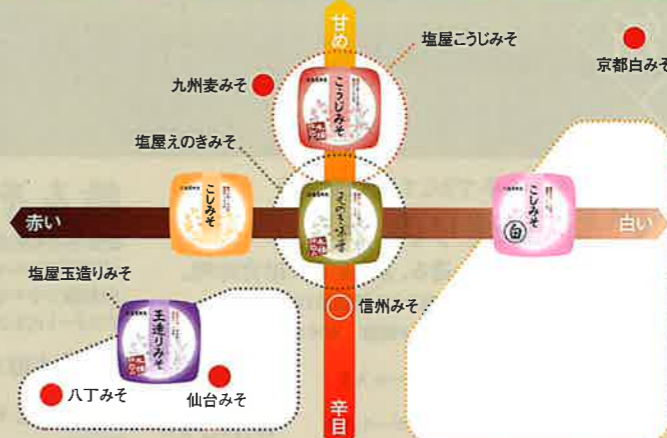 甘め
塩屋こうじみそ
京都白みそ
九州麦みそ
こうじみそ
塩屋えのきみそ
こしみそ
えのき味噌
こしみそ
白
赤い
白い
塩屋玉造りみそ
玉造りみそ
信州みそ
八丁みそ
仙台みそ
辛目